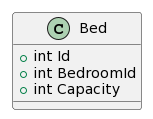 C Bed
int Id
int BedroomId
int Capacity